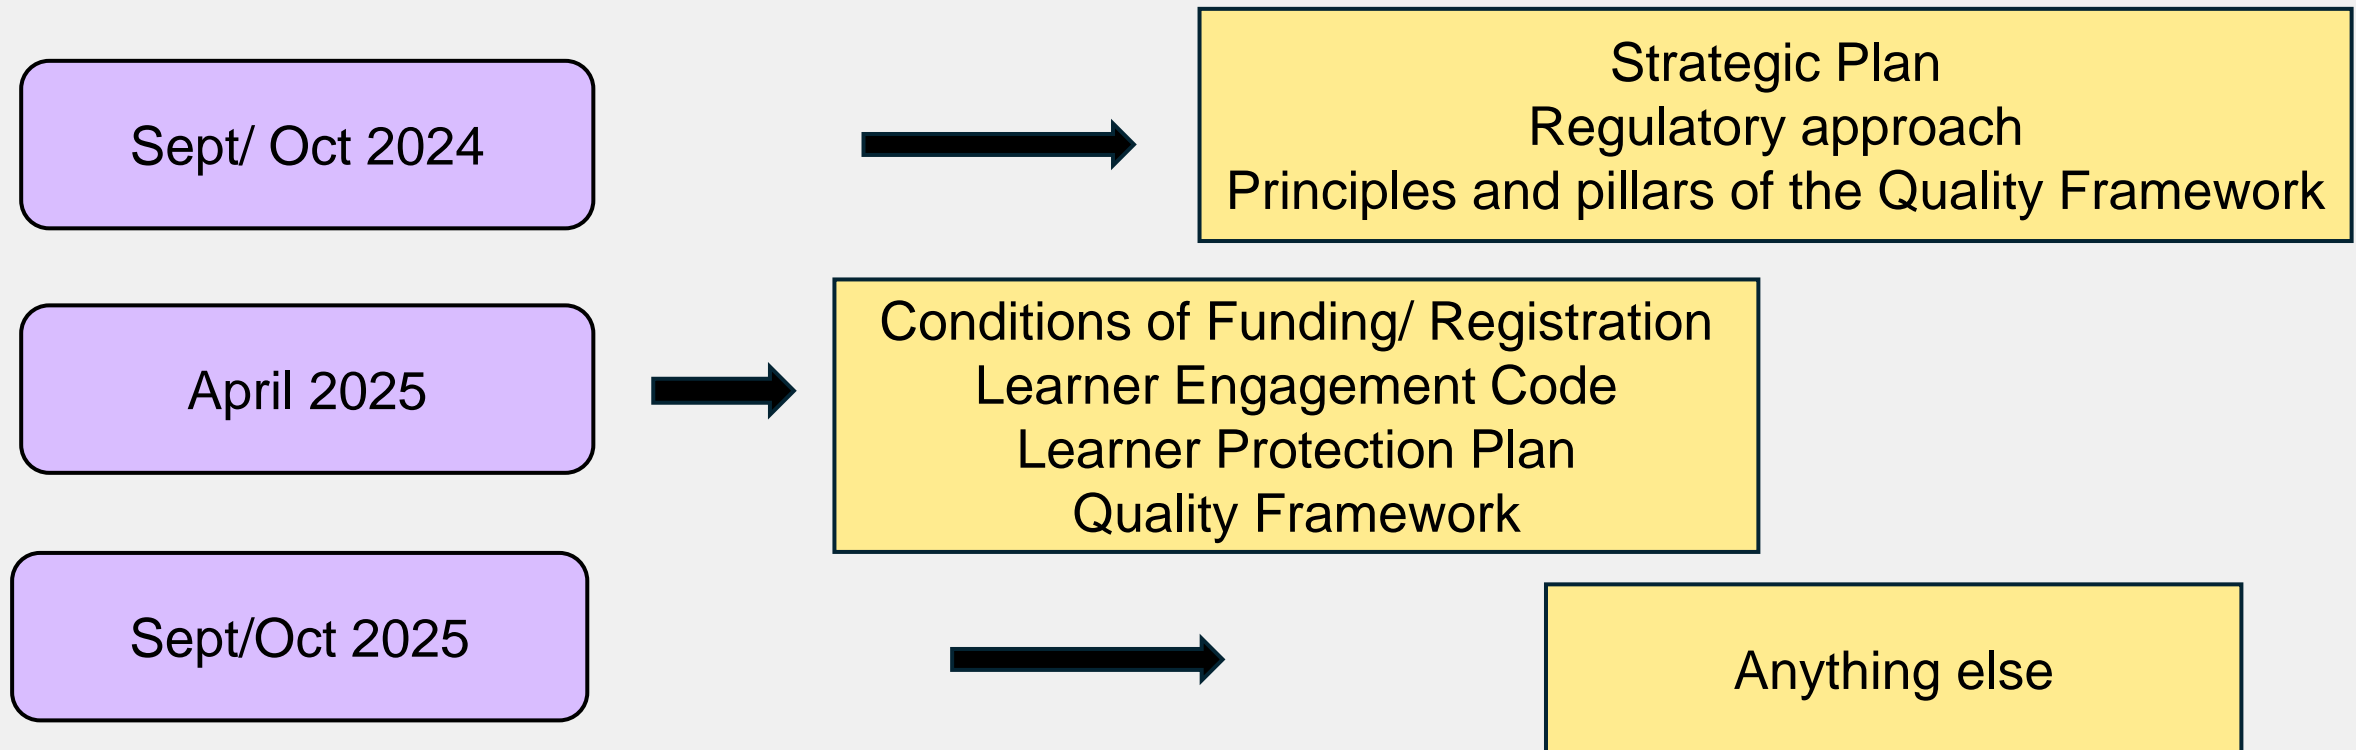 Sept/ Oct 2024
Strategic Plan
Regulatory approach
Principles and pillars of the Quality Framework
April 2025
Conditions of Funding/ Registration
Learner Engagement Code
Learner Protection Plan
Quality Framework
Sept/Oct 2025
Anything else